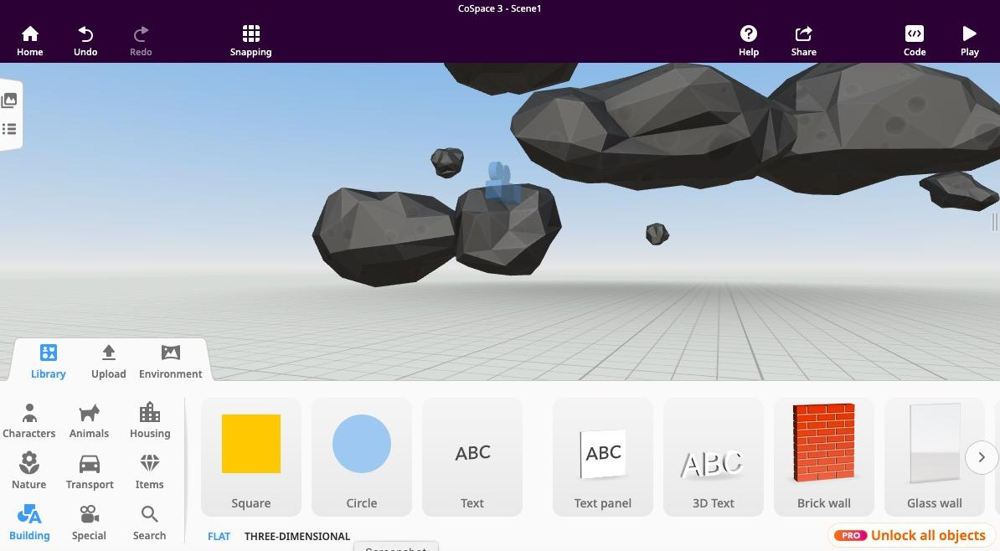 CoSpace 3 - Scene1
Home
Undo
Redo
Snapping
Help
Share
Code
Play
Library
Upload
Environment
Characters
Animals
Housing
Nature
Transport
Items
Building
Special
Search
ABC
ABC
ABC
Square
Circle
Text
Text panel
3D Text
Brick wall
Glass wall
FLAT
THREE-DIMENSIONAL
Screenshot
PRO Unlock all objects